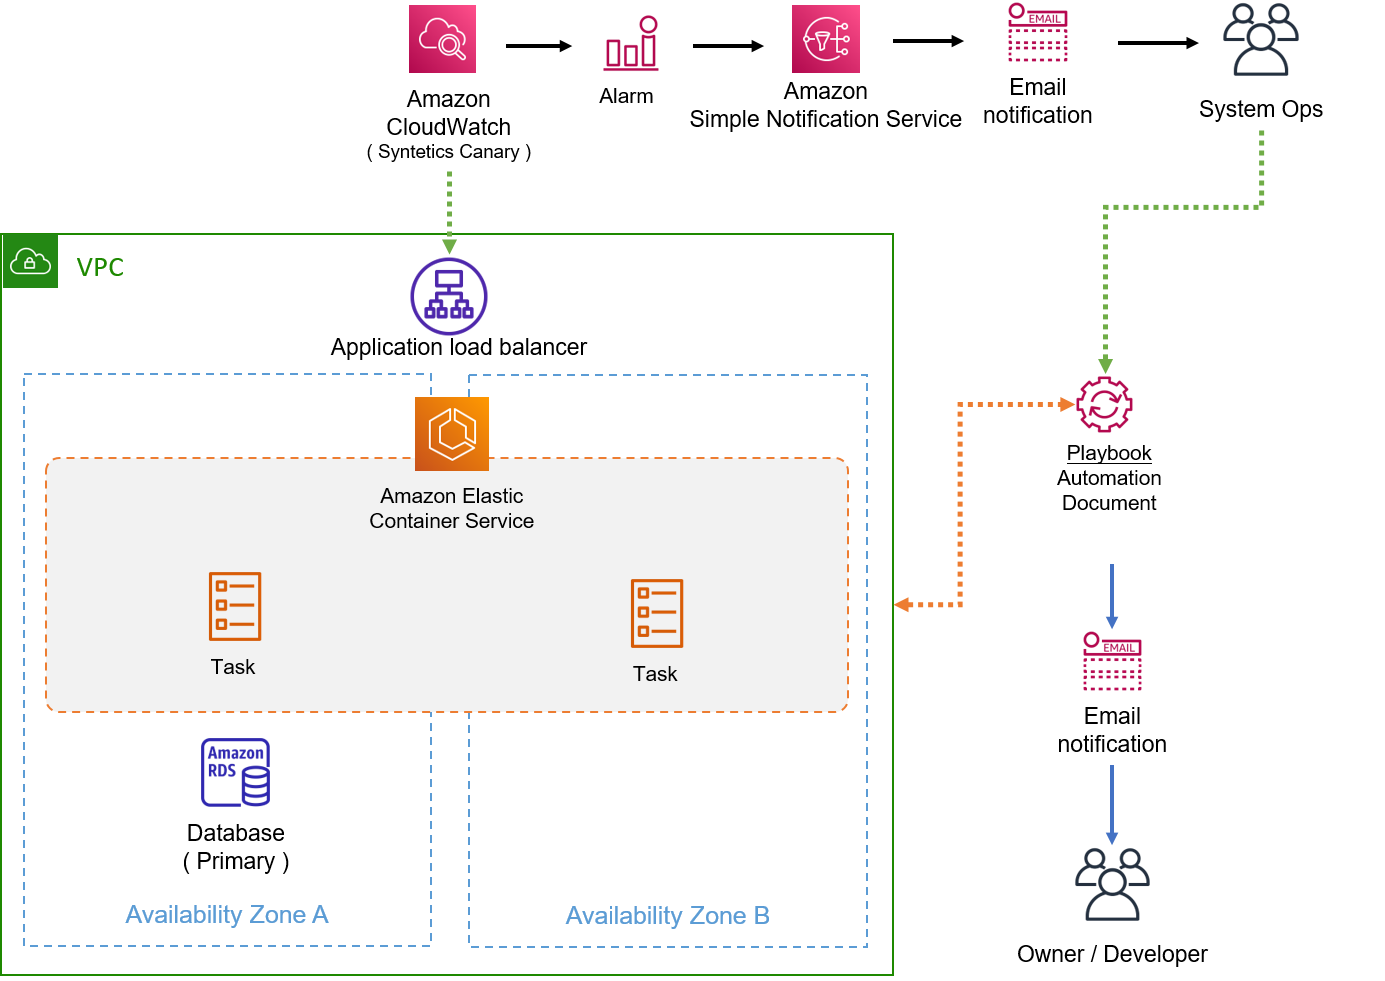 Amazon
CloudWatch
( Syntetics Canary )
Alarm
Amazon
Simple Notification Service
EMAIL
Email
notification
System Ops
VPC
Application load balancer
Amazon Elastic
Container Service
Task
Task
Amazon
RDS
Database
( Primary )
Availability Zone A
Availability Zone B
Playbook
Automation
Document
EMAIL
Email
notification
Owner / Developer